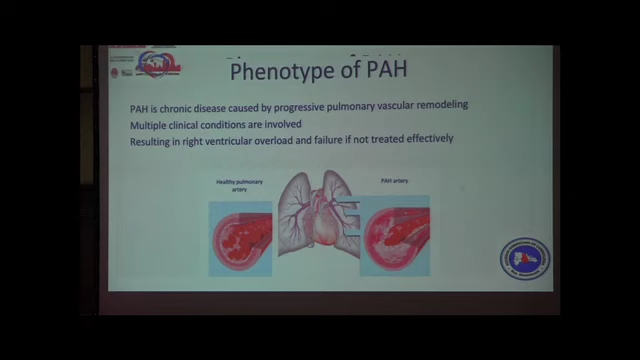 Phenotype of PAH
PAH is chronic disease caused by progressive pulmonary vascular remodeling
Multiple clinical conditions are involved
Resulting in right ventricular overload and failure if not treated effectively
Healthy pulmonary
artery
PAH artery.